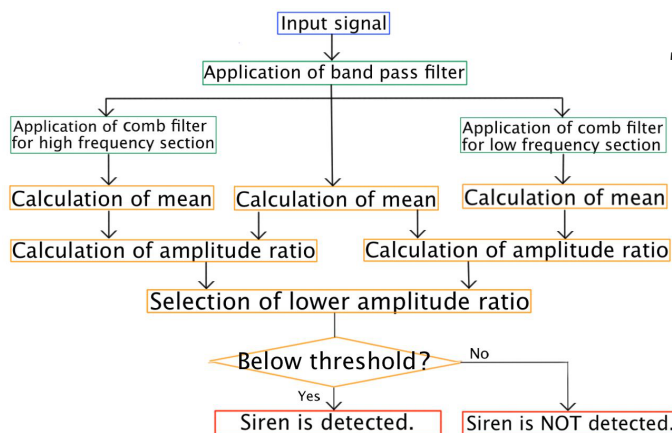 Input signal
Application of band pass filter
Application of comb filter
for high frequency section
Application of comb filter
for low frequency section
Calculation of mean
Calculation of mean
Calculation of mean
Calculation of amplitude ratio
Calculation of amplitude ratio
Selection of lower amplitude ratio
Below threshold?
No
Yes
Siren is detected.
Siren is NOT detected.